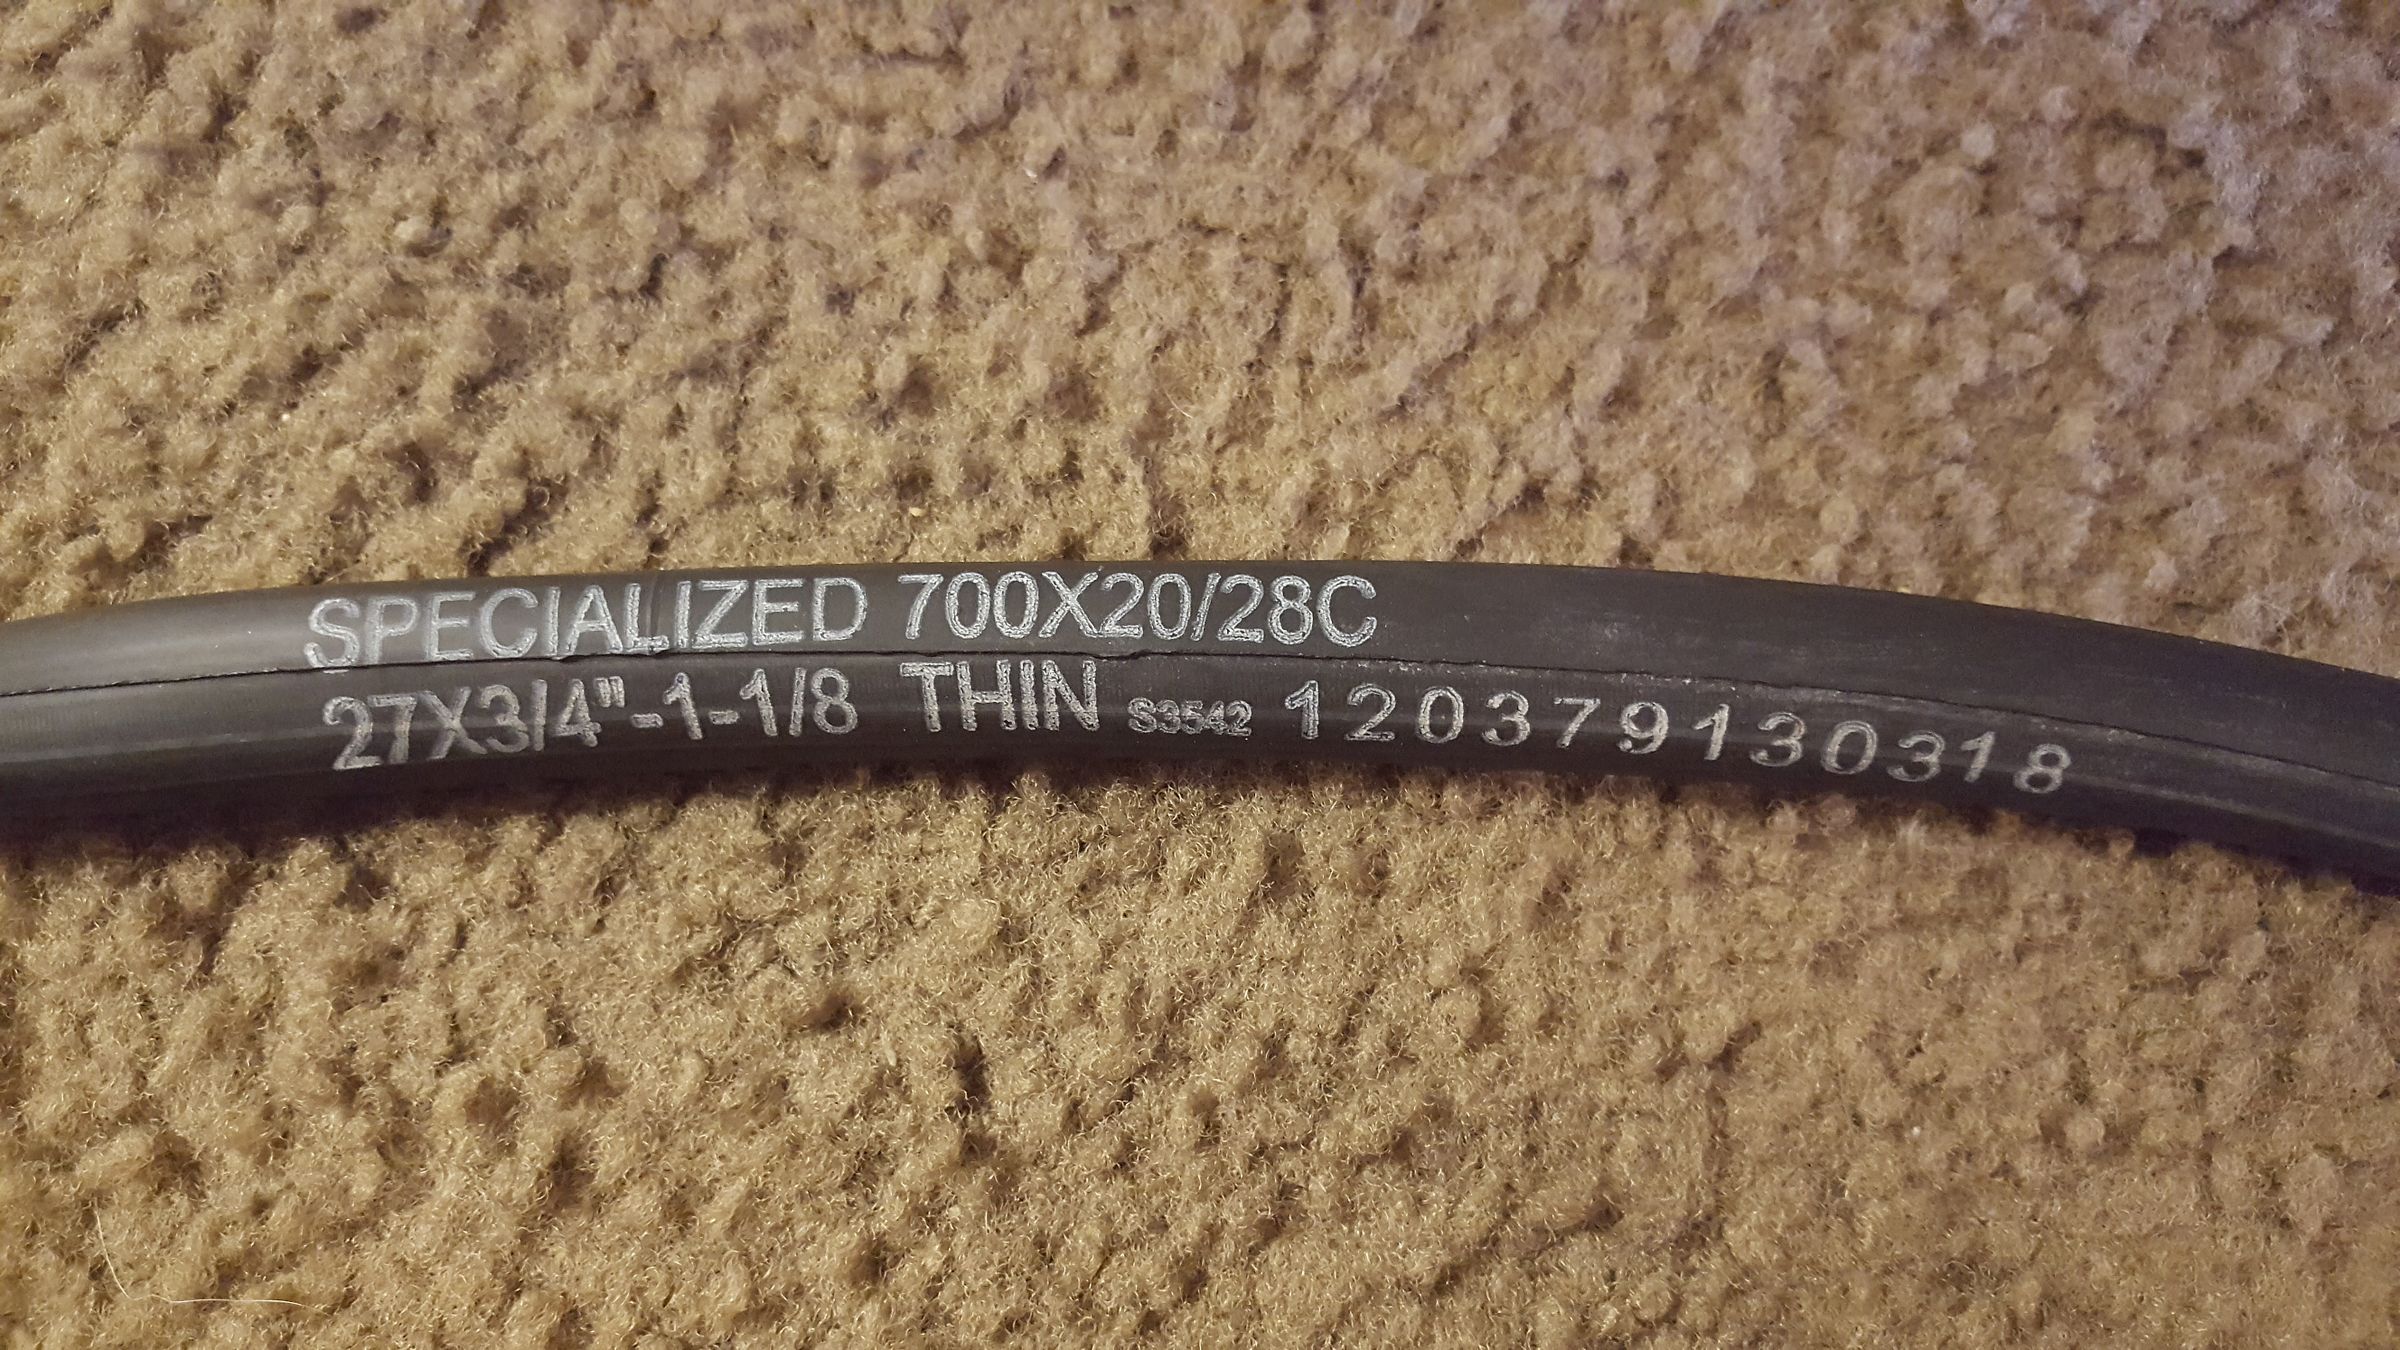 SPECIALIZED 700X20/28C
27X3/4"-1-1/8 THIN S3542 120379130318